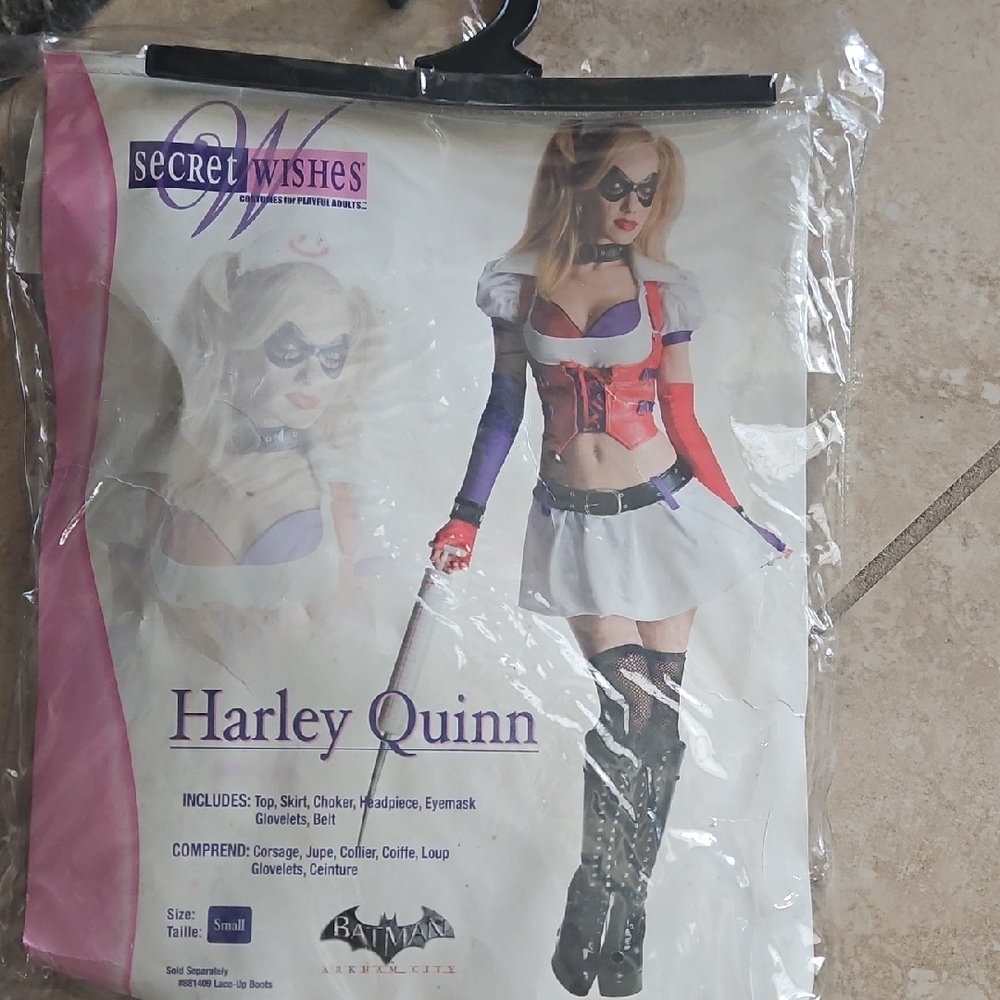 SECRET WISHES
COSTUMES for PLAYFUL ADULTS...
Harley Quinn
INCLUDES: Top, Skirt, Choker, Headpiece, Eyemask
Glovelets, Belt
COMPREND: Corsage, Jupe, Collier, Coiffe, Loup
Glovelets, Ceinture
Size: Small
Taille:
BATMAN
ARKHAM CITY
Sold Separately
#881409 Lace-Up Boots